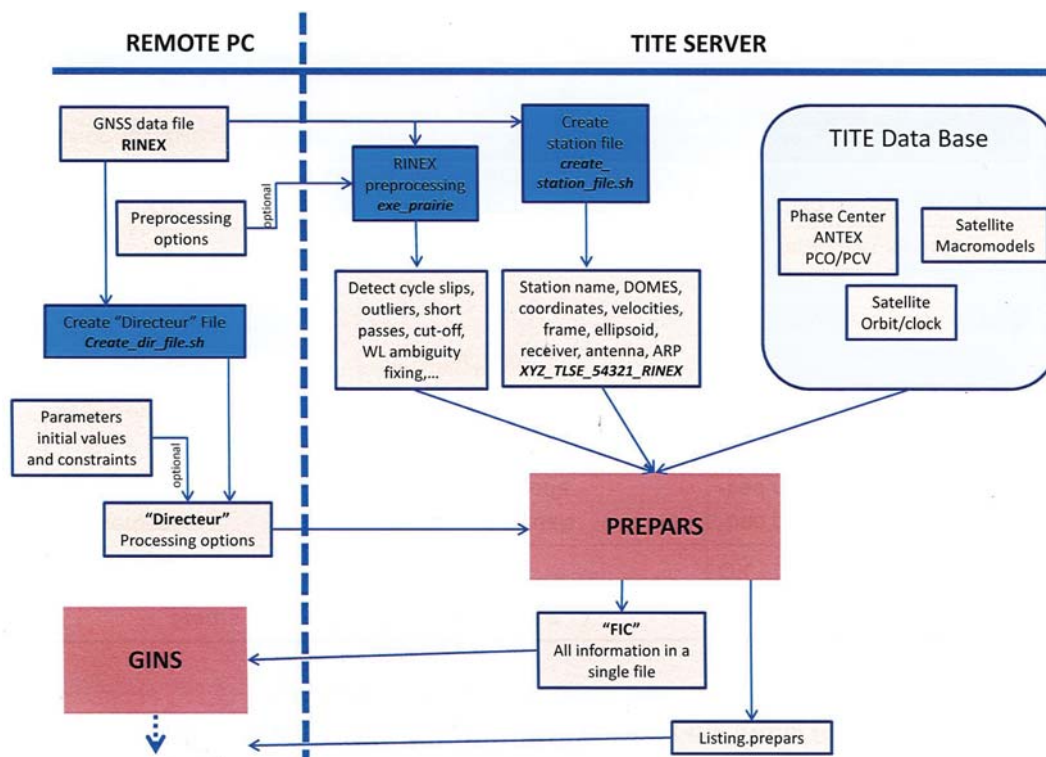 REMOTE PC
TITE SERVER
GNSS data file
RINEX
Create
station file
create_
station_file.sh
TITE Data Base
RINEX
preprocessing
exe_prairie
optional
Preprocessing
options
Phase Center
ANTEX
PCO/PCV
Satellite
Macromodels
Satellite
Orbit/clock
Detect cycle slips,
outliers, short
passes, cut-off,
WL ambiguity
fixing,...
Station name, DOMES,
coordinates, velocities,
frame, ellipsoid,
receiver, antenna, ARP
XYZ_TLSE_54321_RINEX
Create “Directeur” File
Create_dir_file.sh
Parameters
initial values
and constraints
optional
“Directeur”
Processing options
PREPARS
“FIC”
All information in a
single file
GINS
Listing.prepars